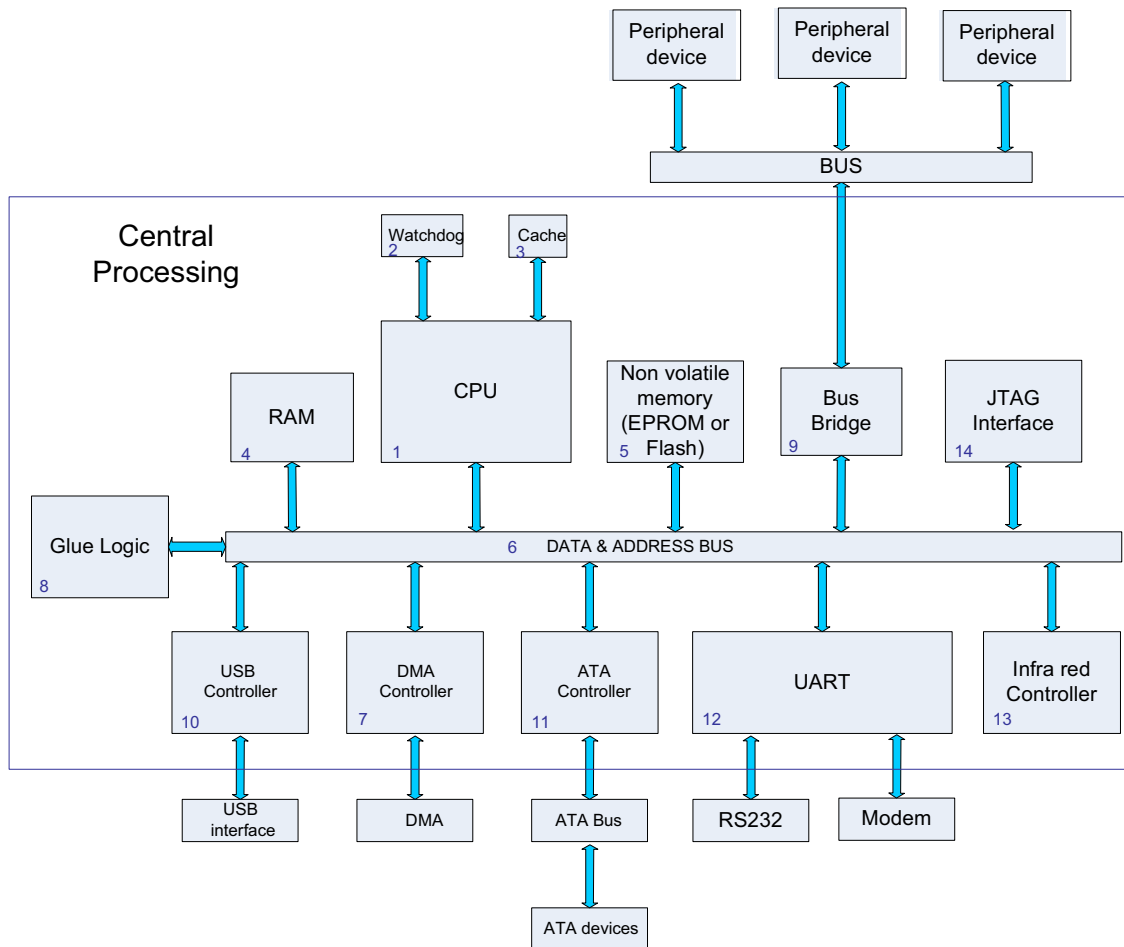 Peripheral
device
Peripheral
device
Peripheral
device
BUS
Central
Processing
Watchdog
2
Cache
3
CPU
1
RAM
4
Non volatile
memory
(EPROM or
Flash)
5
Bus
Bridge
9
JTAG
Interface
14
Glue Logic
8
6 DATA & ADDRESS BUS
USB
Controller
10
DMA
Controller
7
ATA
Controller
11
UART
12
Infra red
Controller
13
USB
interface
DMA
ATA Bus
RS232
Modem
ATA devices